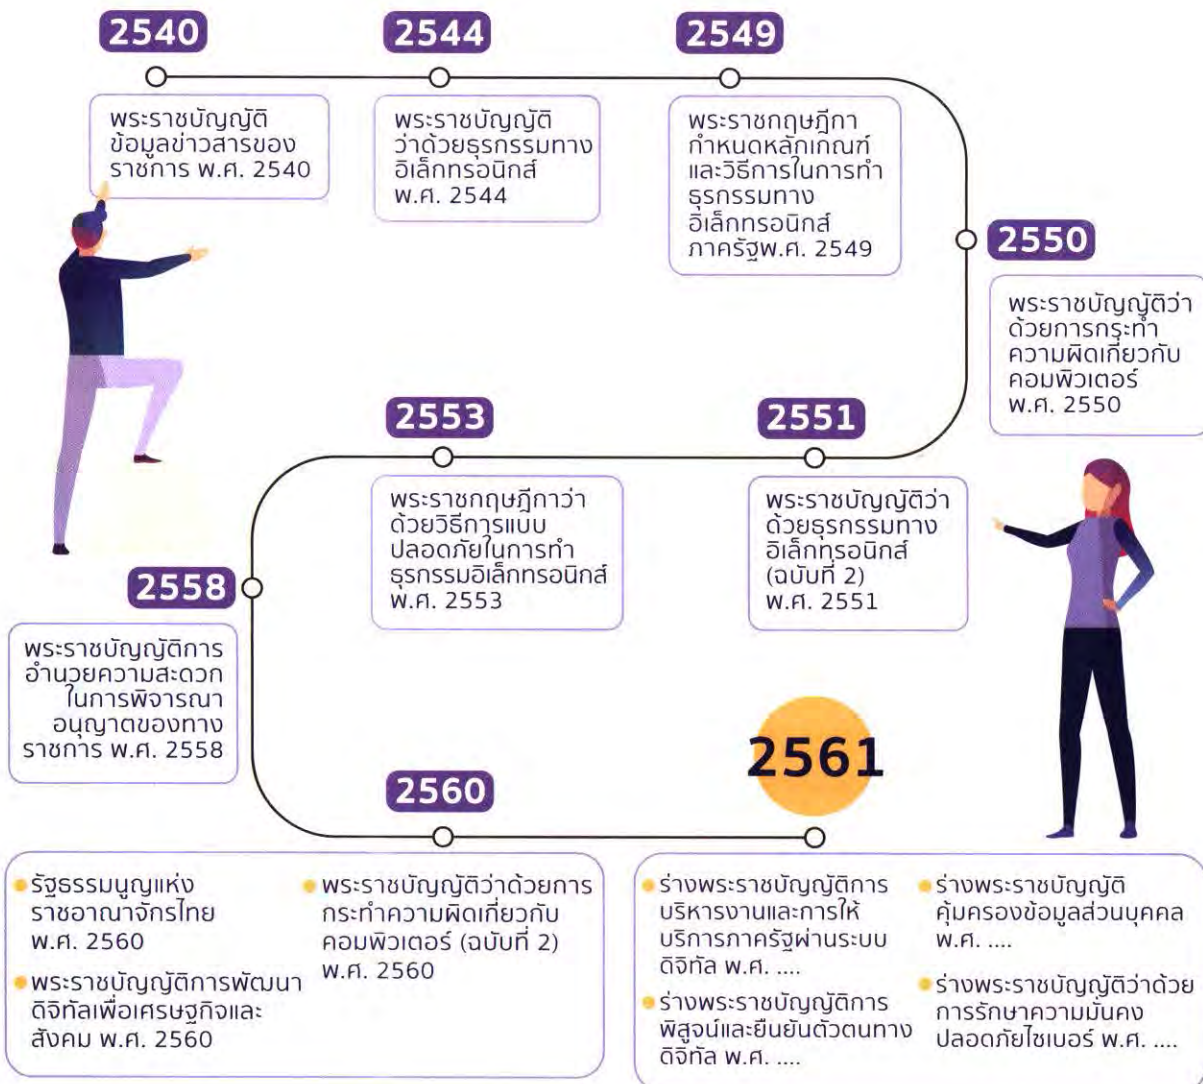 2540
พระราชบัญญัติ
ข้อมูลข่าวสารของ
ราชการ พ.ศ. 2540
2544
พระราชบัญญัติ
ว่าด้วยธุรกรรมทาง
อิเล็กทรอนิกส์
พ.ศ. 2544
2549
พระราชกฤษฎีกา
กำหนดหลักเกณฑ์
และวิธีการในการทำ
ธุรกรรมทาง
อิเล็กทรอนิกส์
ภาครัฐพ.ศ. 2549
2550
พระราชบัญญัติว่า
ด้วยการกระทำ
ความผิดเกี่ยวกับ
คอมพิวเตอร์
พ.ศ. 2550
2551
พระราชบัญญัติว่า
ด้วยธุรกรรมทาง
อิเล็กทรอนิกส์
(ฉบับที่ 2)
พ.ศ. 2551
2553
พระราชกฤษฎีกาว่า
ด้วยวิธีการแบบ
ปลอดภัยในการทำ
ธุรกรรมอิเล็กทรอนิกส์
พ.ศ. 2553
2558
พระราชบัญญัติการ
อำนวยความสะดวก
ในการพิจารณา
อนุญาตของทาง
ราชการ พ.ศ. 2558
2560
รัฐธรรมนูญแห่ง
ราชอาณาจักรไทย
พ.ศ. 2560
พระราชบัญญัติการพัฒนา
ดิจิทัลเพื่อเศรษฐกิจและ
สังคม พ.ศ. 2560
พระราชบัญญัติว่าด้วยการ
กระทำความผิดเกี่ยวกับ
คอมพิวเตอร์ (ฉบับที่ 2)
พ.ศ. 2560
2561
ร่างพระราชบัญญัติการ
บริหารงานและการให้
บริการภาครัฐผ่านระบบ
ดิจิทัล พ.ศ. ....
ร่างพระราชบัญญัติการ
พิสูจน์และยืนยันตัวตนทาง
ดิจิทัล พ.ศ. ....
ร่างพระราชบัญญัติ
คุ้มครองข้อมูลส่วนบุคคล
พ.ศ. ....
ร่างพระราชบัญญัติว่าด้วย
การรักษาความมั่นคง
ปลอดภัยไซเบอร์ พ.ศ. ....